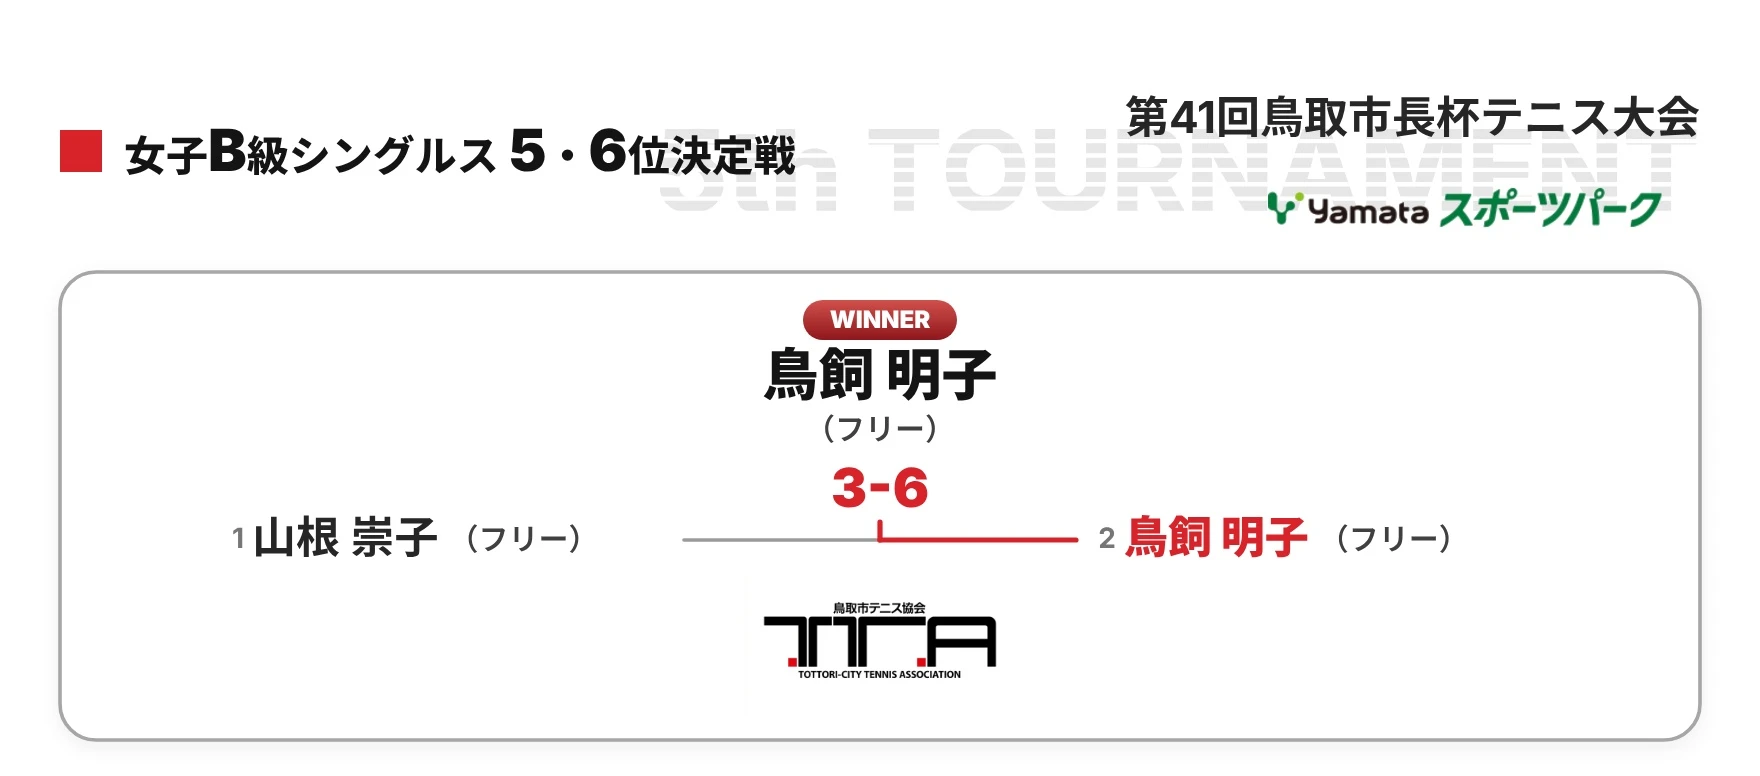 第41回鳥取市長杯テニス大会
女子B級シングルス 5・6位決定戦
5th TOURNAMENT
Yamata スポーツパーク
WINNER
鳥飼 明子
（フリー）
3-6
1 山根 崇子 （フリー）
2 鳥飼 明子 （フリー）
鳥取市テニス協会
TTA
TOTTORI-CITY TENNIS ASSOCIATION